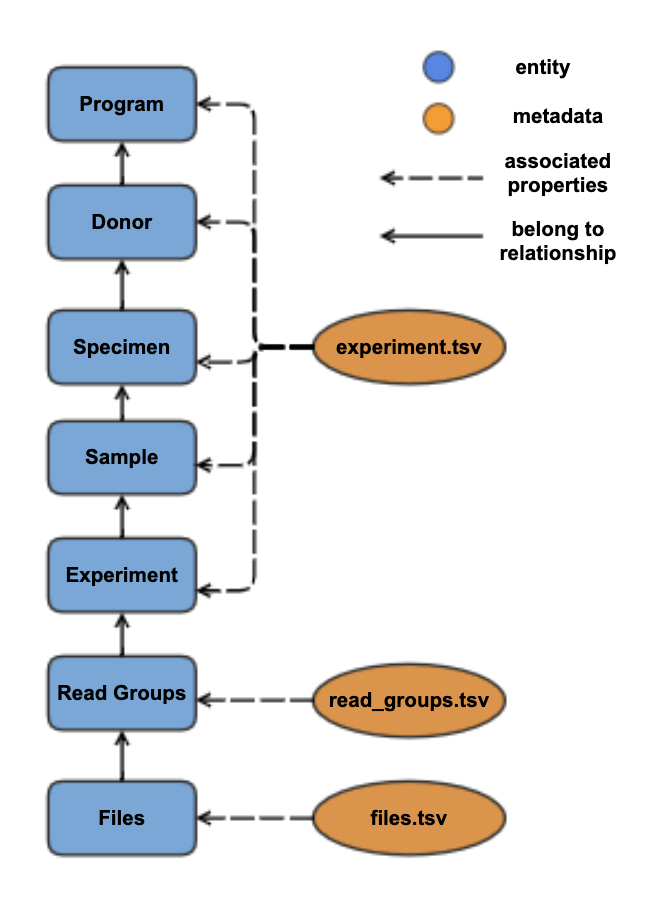 Program
Donor
Specimen
Sample
Experiment
Read Groups
Files
entity
metadata
associated
properties
belong to
relationship
experiment.tsv
read_groups.tsv
files.tsv